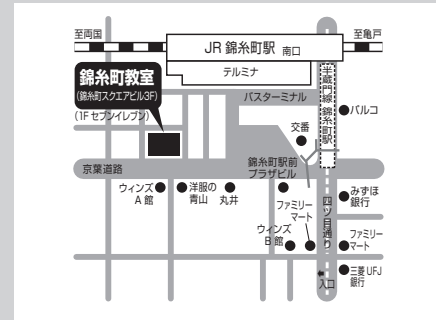 至両国
JR 錦糸町駅 南口
至亀戸
テルミナ
錦糸町教室
(錦糸町スクエアビル3F)
(1F セブンイレブン)
バスターミナル
半蔵門線 錦糸町駅
パルコ
交番
京葉道路
錦糸町駅前
プラザビル
ウィンズ
A 館
洋服の
青山
丸井
ファミリー
マート
みずほ
銀行
四ツ目通り
ウィンズ
B 館
ファミリー
マート
入口
三菱 UFJ
銀行